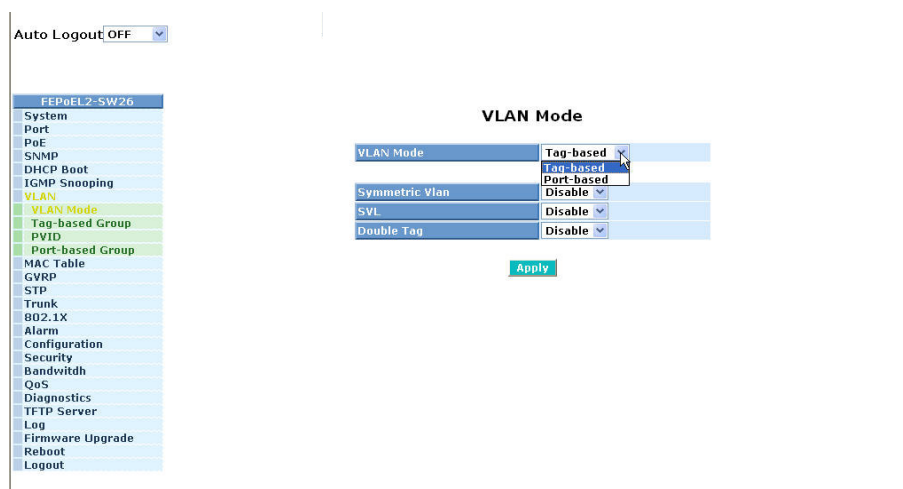 Auto Logout OFF
FEPoEL2-SW26
System
Port
PoE
SNMP
DHCP Boot
IGMP Snooping
VLAN
VLAN Mode
Tag-based Group
PVID
Port-based Group
MAC Table
GVRP
STP
Trunk
802.1X
Alarm
Configuration
Security
Bandwitdh
QoS
Diagnostics
TFTP Server
Log
Firmware Upgrade
Reboot
Logout
VLAN Mode
VLAN Mode Tag-based
Tag-based
Port-based
Symmetric Vlan Disable
SVL Disable
Double Tag Disable
Apply